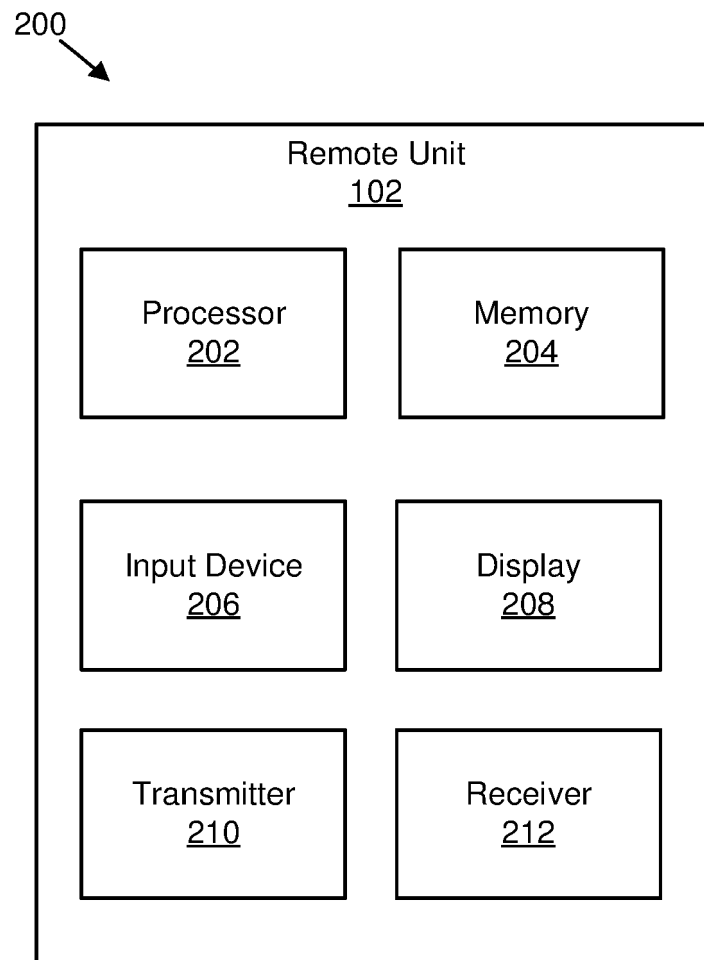 200
Remote Unit
102
Processor
202
Memory
204
Input Device
206
Display
208
Transmitter
210
Receiver
212